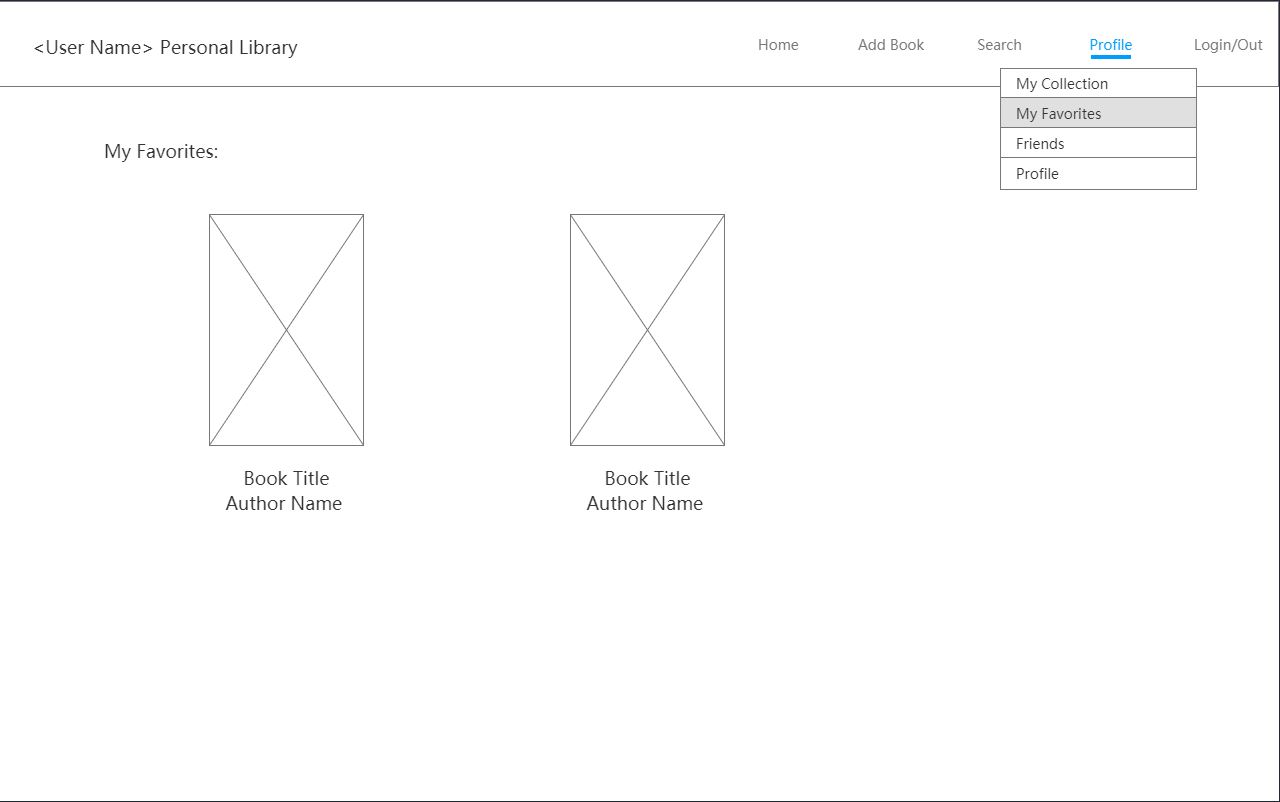 <User Name> Personal Library
Home
Add Book
Search
Profile
Login/Out
My Collection
My Favorites
Friends
Profile
My Favorites:
Book Title
Author Name
Book Title
Author Name